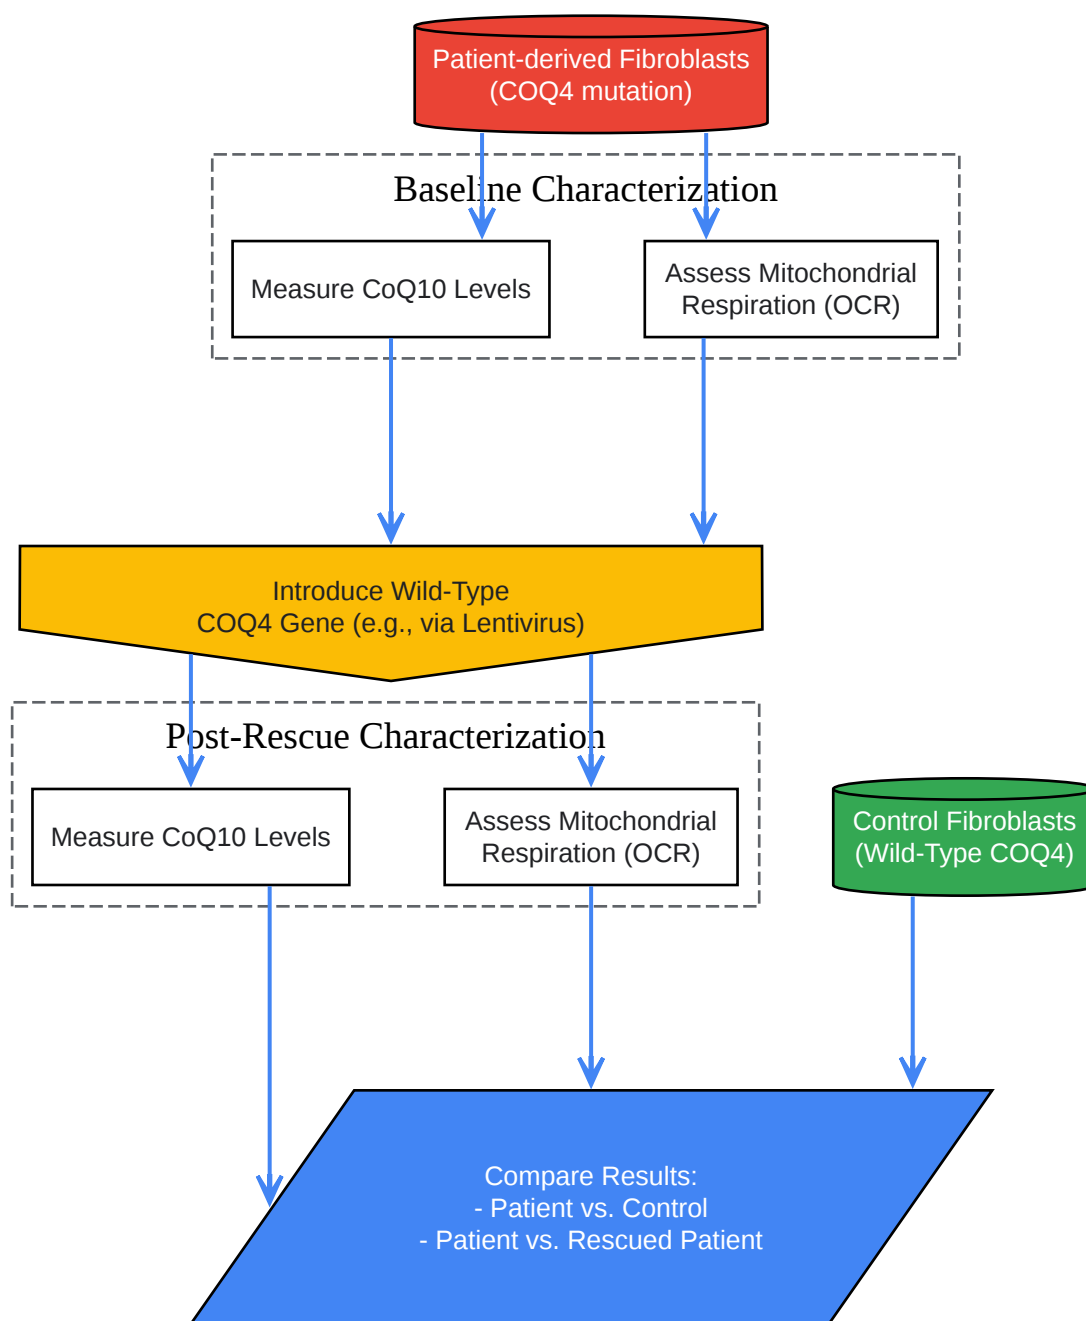 Patient-derived Fibroblasts
(COQ4 mutation)
Baseline Characterization
Measure CoQ10 Levels
Assess Mitochondrial
Respiration (OCR)
Introduce Wild-Type
COQ4 Gene (e.g., via Lentivirus)
Post-Rescue Characterization
Measure CoQ10 Levels
Assess Mitochondrial
Respiration (OCR)
Control Fibroblasts
(Wild-Type COQ4)
Compare Results:
- Patient vs. Control
- Patient vs. Rescued Patient